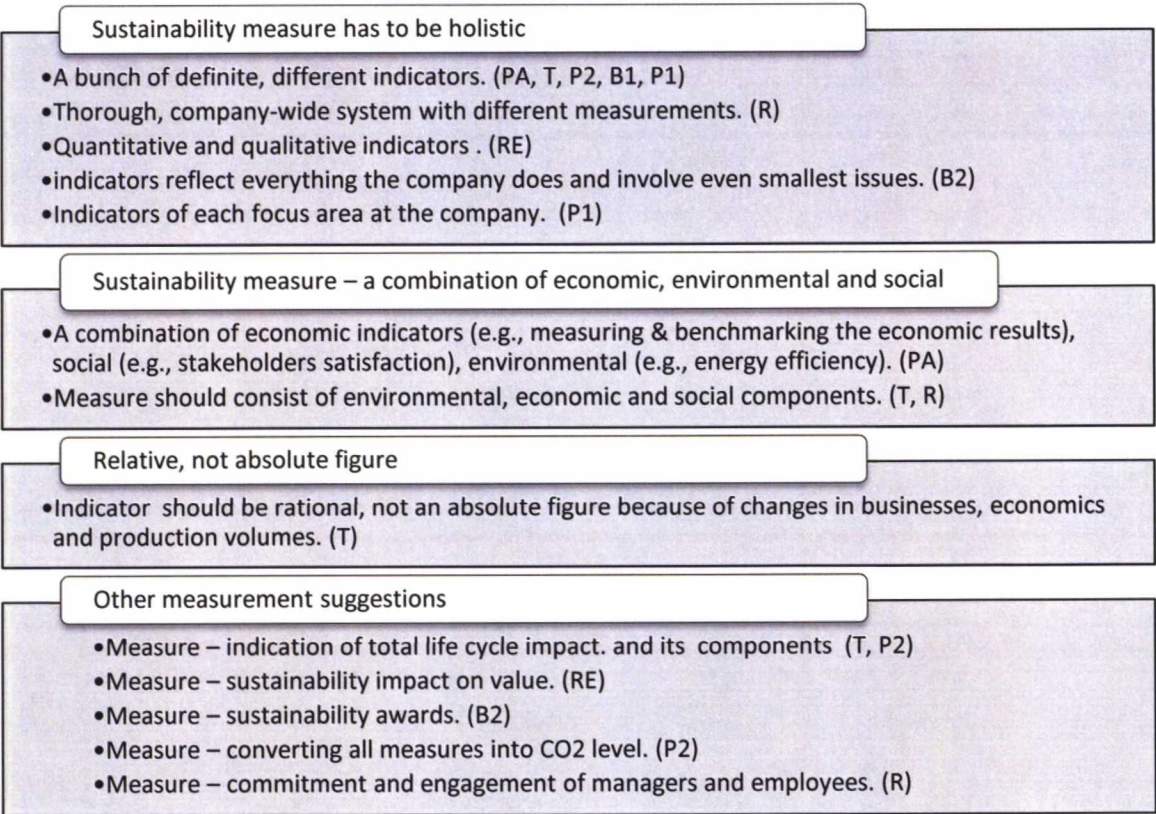 Sustainability measure has to be holistic
•A bunch of definite, different indicators. (PA, T, P2, B1, P1)
•Thorough, company-wide system with different measurements. (R)
•Quantitative and qualitative indicators . (RE)
•indicators reflect everything the company does and involve even smallest issues. (B2)
•Indicators of each focus area at the company. (P1)
Sustainability measure – a combination of economic, environmental and social
•A combination of economic indicators (e.g., measuring & benchmarking the economic results),
social (e.g., stakeholders satisfaction), environmental (e.g., energy efficiency). (PA)
•Measure should consist of environmental, economic and social components. (T, R)
Relative, not absolute figure
•Indicator should be rational, not an absolute figure because of changes in businesses, economics
and production volumes. (T)
Other measurement suggestions
•Measure – indication of total life cycle impact. and its components (T, P2)
•Measure – sustainability impact on value. (RE)
•Measure – sustainability awards. (B2)
•Measure – converting all measures into CO2 level. (P2)
•Measure – commitment and engagement of managers and employees. (R)